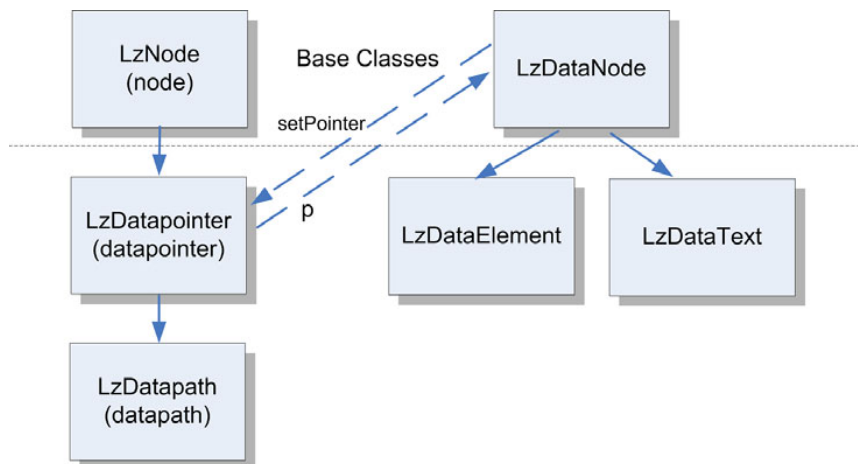 LzNode
(node)
Base Classes
LzDataNode
setPointer
LzDatapointer
(datapointer)
p
LzDataElement
LzDataText
LzDatapath
(datapath)